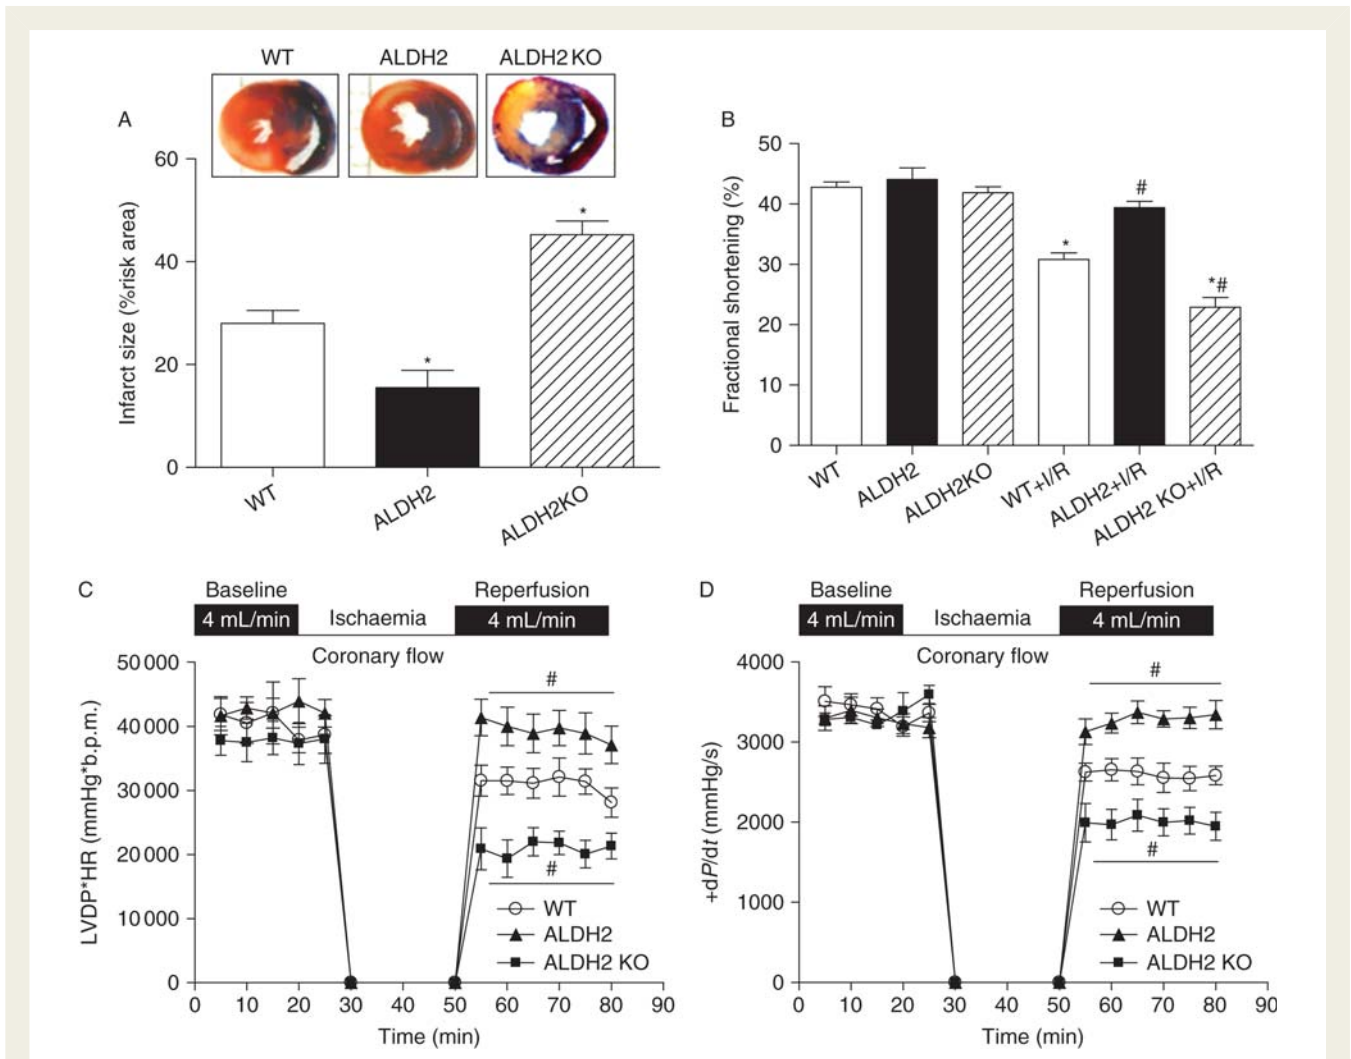 WT ALDH2 ALDH2 KO
A
60
40
20
0
Infarct size (%risk area)
*
*
WT
ALDH2
ALDH2KO
B
50
40
30
20
10
0
Fractional shortening (%)
*
#
*#
WT
ALDH2
ALDH2KO
WT+I/R
ALDH2+I/R
ALDH2 KO+I/R
C
Baseline
Reperfusion
4 mL/min
Ischaemia
4 mL/min
Coronary flow
50 000
40 000
30 000
20 000
10 000
0
LVDP*HR (mmHg*b.p.m.)
#
#
WT
ALDH2
ALDH2 KO
0 10 20 30 40 50 60 70 80 90
Time (min)
D
Baseline
Reperfusion
4 mL/min
Ischaemia
4 mL/min
Coronary flow
4000
3000
2000
1000
0
+dP/dt (mmHg/s)
#
#
WT
ALDH2
ALDH2 KO
0 10 20 30 40 50 60 70 80 90
Time (min)